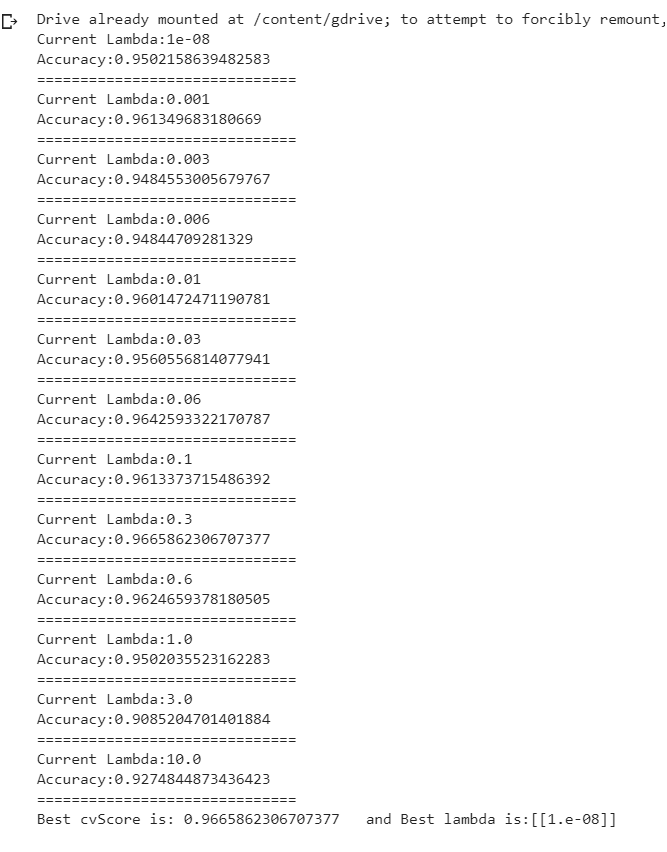 Drive already mounted at /content/gdrive; to attempt to forcibly remount,
Current Lambda:1e-08
Accuracy:0.9502158639482583
==============================
Current Lambda:0.001
Accuracy:0.961349683180669
==============================
Current Lambda:0.003
Accuracy:0.9484553005679767
==============================
Current Lambda:0.006
Accuracy:0.94844709281329
==============================
Current Lambda:0.01
Accuracy:0.9601472471190781
==============================
Current Lambda:0.03
Accuracy:0.9560556814077941
==============================
Current Lambda:0.06
Accuracy:0.9642593322170787
==============================
Current Lambda:0.1
Accuracy:0.9613373715486392
==============================
Current Lambda:0.3
Accuracy:0.9665862306707377
==============================
Current Lambda:0.6
Accuracy:0.9624659378180505
==============================
Current Lambda:1.0
Accuracy:0.9502035523162283
==============================
Current Lambda:3.0
Accuracy:0.9085204701401884
==============================
Current Lambda:10.0
Accuracy:0.9274844873436423
==============================
Best cvScore is: 0.9665862306707377   and Best lambda is:[[1.e-08]]